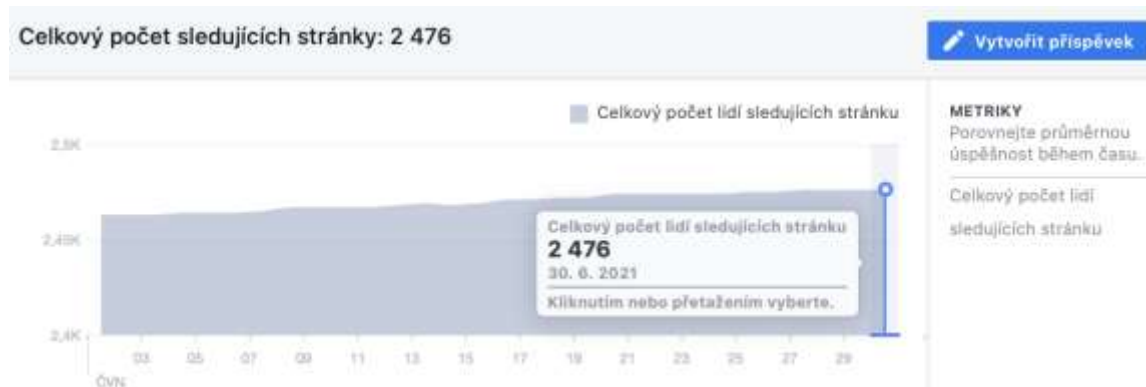 Celkový počet sledujících stránky: 2 476
Vytvořit příspěvek
Celkový počet lidí sledujících stránku
METRIKY
Porovnejte průměrnou
úspěšnost během času.
Celkový počet lidí
sledujících stránku
2,5K
2,45K
2,4K
Celkový počet lidí sledujících stránku
2 476
30. 6. 2021
Kliknutím nebo přetažením vyberte.
03 05 07 09 11 13 15 17 19 21 23 25 27 29
ČVN